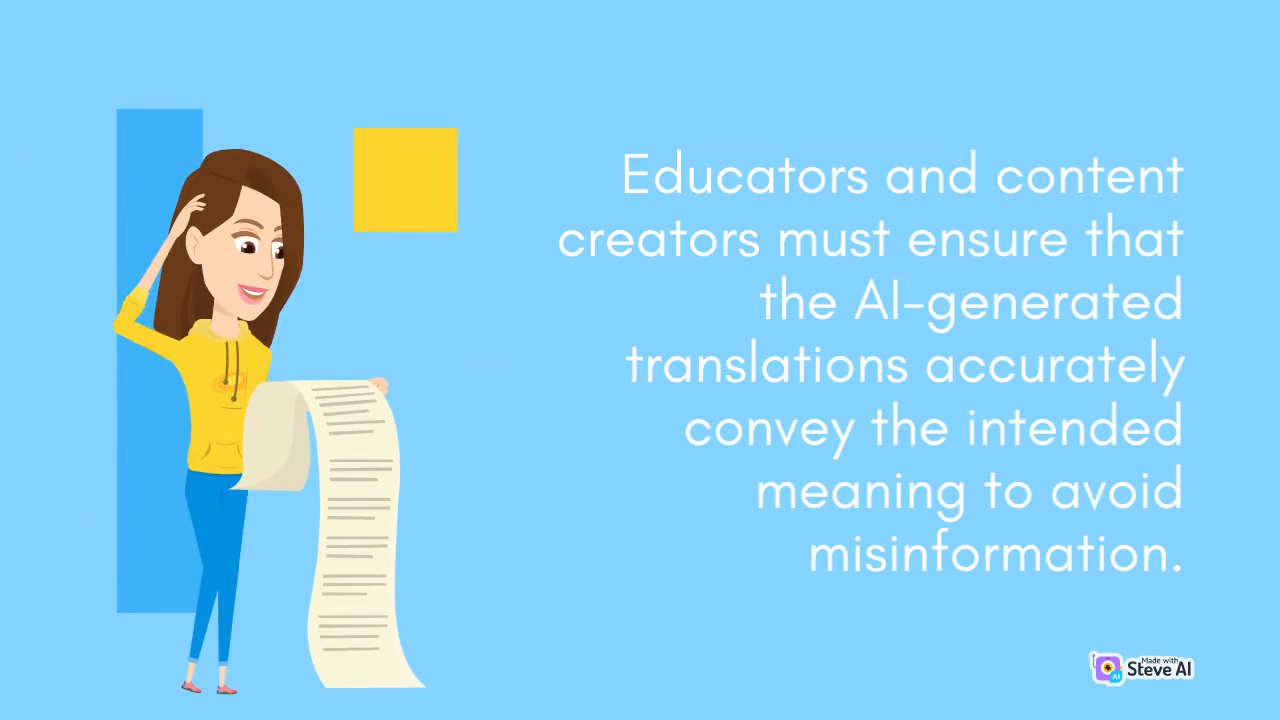 Educators and content
creators must ensure that
the AI-generated
translations accurately
convey the intended
meaning to avoid
misinformation.
Made with
Steve AI
AI